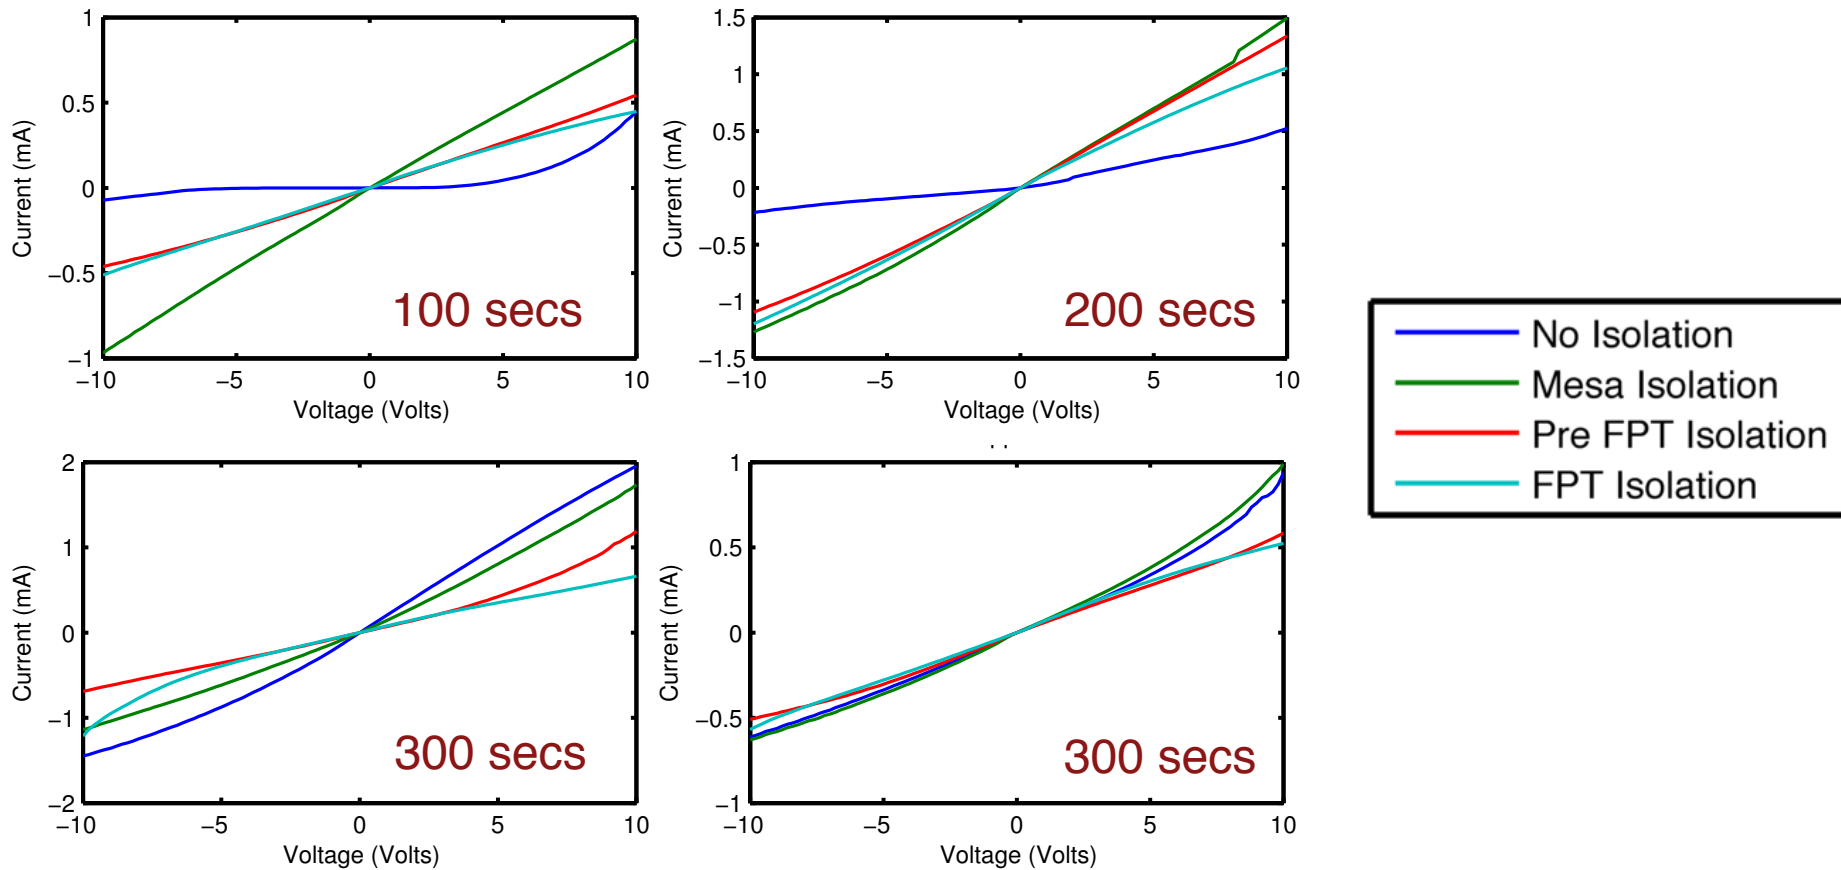 1
0.5
0
−0.5
−1
−10
−5
0
5
10
Current (mA)
Voltage (Volts)
100 secs
1.5
1
0.5
0
−0.5
−1
−1.5
−10
−5
0
5
10
Current (mA)
Voltage (Volts)
200 secs
2
1
0
−1
−2
−10
−5
0
5
10
Current (mA)
Voltage (Volts)
300 secs
1
0.5
0
−0.5
−1
−10
−5
0
5
10
Current (mA)
Voltage (Volts)
300 secs
No Isolation
Mesa Isolation
Pre FPT Isolation
FPT Isolation